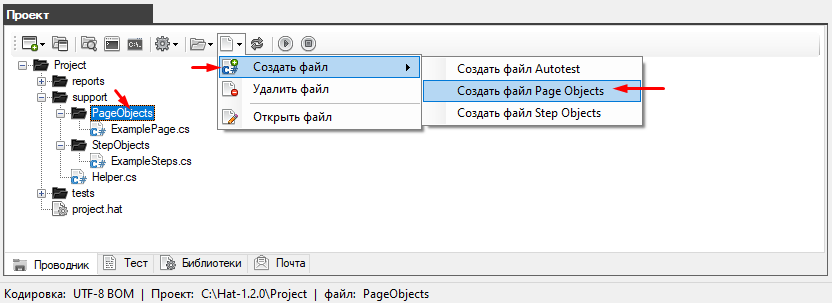 Проект
Project
reports
support
PageObjects
ExamplePage.cs
StepObjects
ExampleSteps.cs
Helper.cs
tests
project.hat
Создать файл
Удалить файл
Открыть файл
Создать файл Autotest
Создать файл Page Objects
Создать файл Step Objects
Проводник
Тест
Библиотеки
Почта
Кодировка: UTF-8 BOM | Проект: C:\Hat-1.2.0\Project | файл: PageObjects